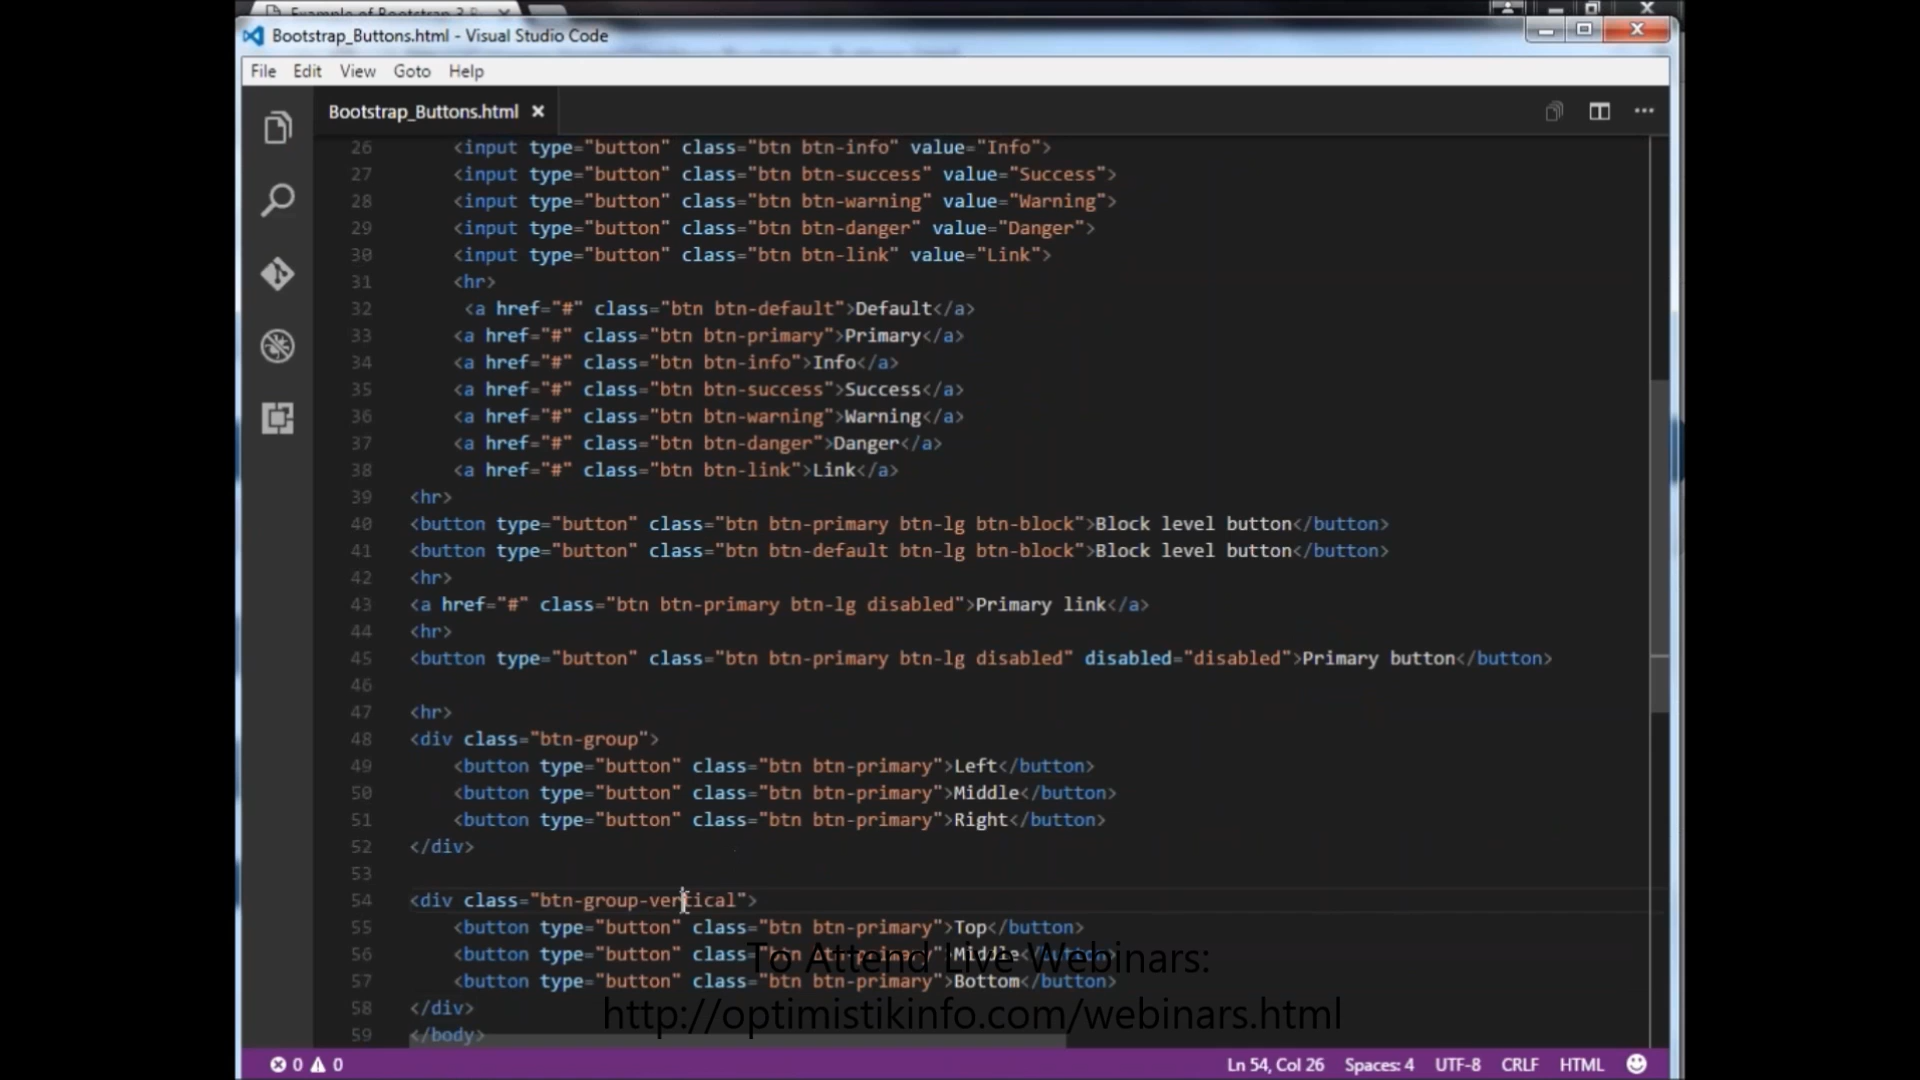 Example of Bootstrap 3 B
Bootstrap_Buttons.html - Visual Studio Code
File Edit View Goto Help
Bootstrap_Buttons.html
26 <input type="button" class="btn btn-info" value="Info">
27 <input type="button" class="btn btn-success" value="Success">
28 <input type="button" class="btn btn-warning" value="Warning">
29 <input type="button" class="btn btn-danger" value="Danger">
30 <input type="button" class="btn btn-link" value="Link">
31 <hr>
32 <a href="#" class="btn btn-default">Default</a>
33 <a href="#" class="btn btn-primary">Primary</a>
34 <a href="#" class="btn btn-info">Info</a>
35 <a href="#" class="btn btn-success">Success</a>
36 <a href="#" class="btn btn-warning">Warning</a>
37 <a href="#" class="btn btn-danger">Danger</a>
38 <a href="#" class="btn btn-link">Link</a>
39 <hr>
40 <button type="button" class="btn btn-primary btn-lg btn-block">Block level button</button>
41 <button type="button" class="btn btn-default btn-lg btn-block">Block level button</button>
42 <hr>
43 <a href="#" class="btn btn-primary btn-lg disabled">Primary link</a>
44 <hr>
45 <button type="button" class="btn btn-primary btn-lg disabled" disabled="disabled">Primary button</button>
46
47 <hr>
48 <div class="btn-group">
49 <button type="button" class="btn btn-primary">Left</button>
50 <button type="button" class="btn btn-primary">Middle</button>
51 <button type="button" class="btn btn-primary">Right</button>
52 </div>
53
54 <div class="btn-group-vertical">
55 <button type="button" class="btn btn-primary">Top</button>
56 <button type="button" class="btn btn-primary">Middle</button>
57 <button type="button" class="btn btn-primary">Bottom</button>
58 </div>
59 </body>
To Attend Live Webinars:
http://optimistikinfo.com/webinars.html
0 0 Ln 54, Col 26 Spaces: 4 UTF-8 CRLF HTML